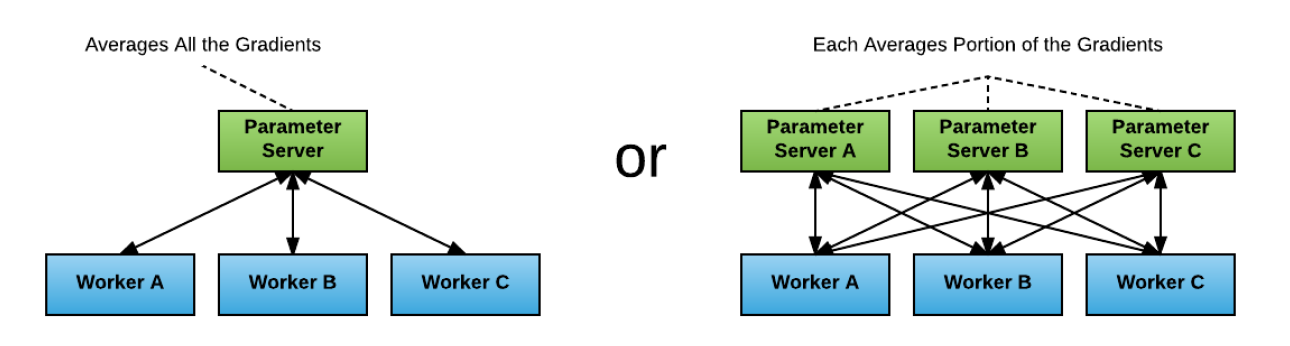 Averages All the Gradients
Parameter
Server
Worker A
Worker B
Worker C
or
Each Averages Portion of the Gradients
Parameter
Server A
Parameter
Server B
Parameter
Server C
Worker A
Worker B
Worker C